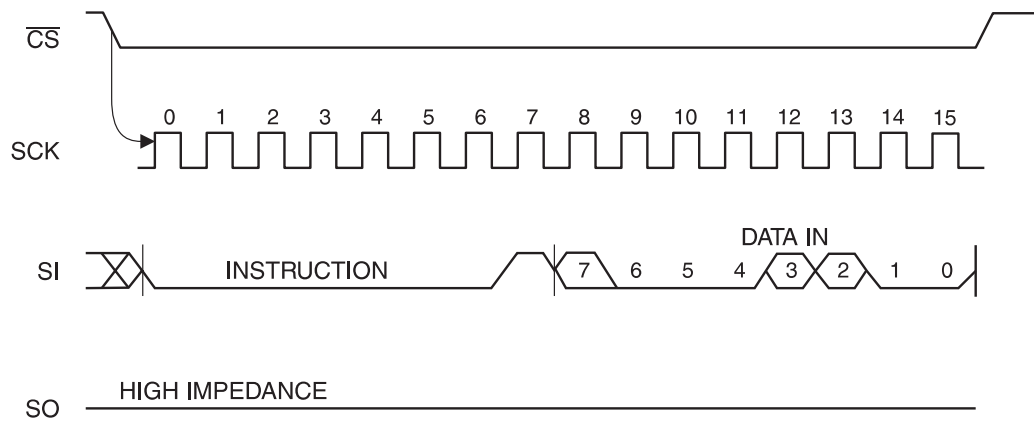 CS
0 1 2 3 4 5 6 7 8 9 10 11 12 13 14 15
SCK
DATA IN
SI INSTRUCTION 7 6 5 4 3 2 1 0
HIGH IMPEDANCE
SO